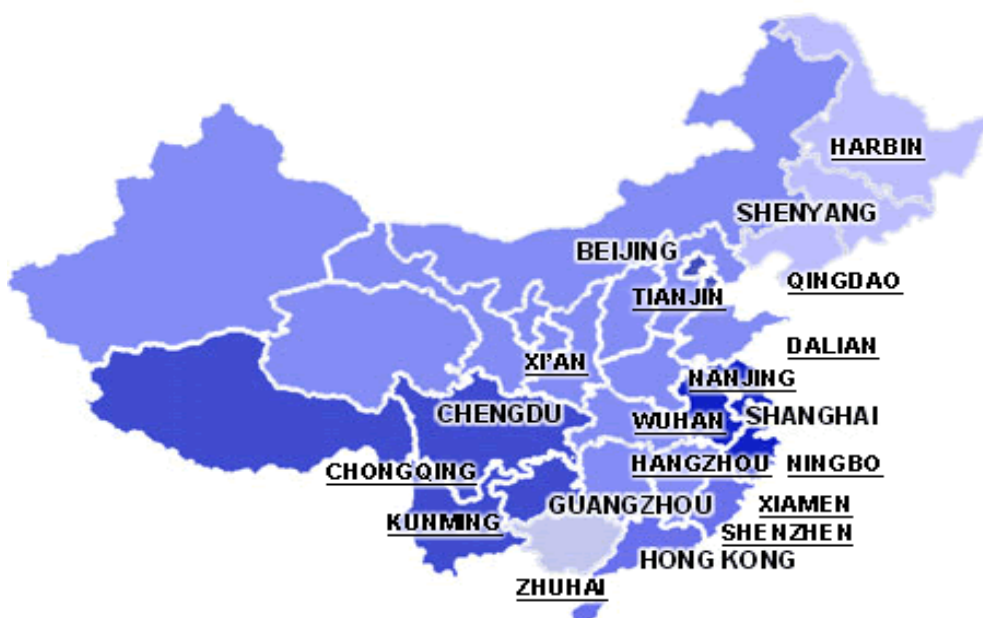 HARBIN
SHENYANG
BEIJING
QINGDAO
TIANJIN
DALIAN
XI'AN
NANJING
CHENGDU
WUHAN
SHANGHAI
CHONGQING
HANGZHOU
NINGBO
GUANGZHOU
XIAMEN
KUNMING
SHENZHEN
HONG KONG
ZHUHAI